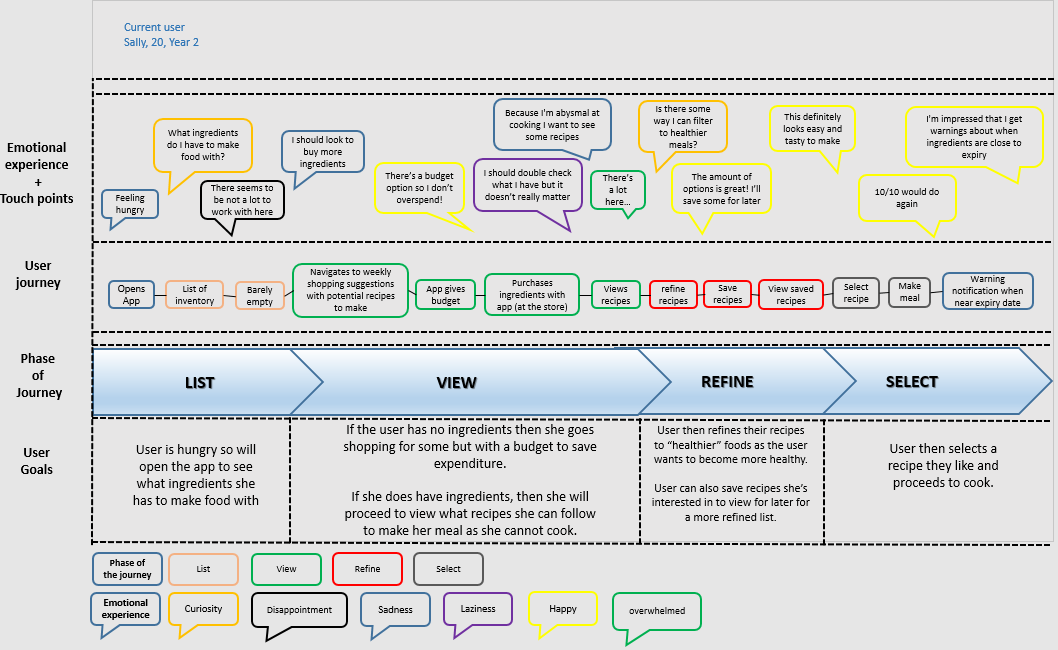 Current user
Sally, 20, Year 2
Emotional
experience
+
Touch points
Feeling
hungry
What ingredients
do I have to make
food with?
There seems to
be not a lot to
work with here
I should look to
buy more
ingredients
There's a budget
option so I don't
overspend!
Because I'm abysmal at
cooking I want to see
some recipes
I should double check
what I have but it
doesn't really matter
There's
a lot
here...
Is there some
way I can filter
to healthier
meals?
The amount of
options is great! I'll
save some for later
This definitely
looks easy and
tasty to make
10/10 would do
again
I'm impressed that I get
warnings about when
ingredients are close to
expiry
User
journey
Opens
App
List of
inventory
Barely
empty
Navigates to weekly
shopping suggestions
with potential recipes
to make
App gives
budget
Purchases
ingredients with
app (at the store)
Views
recipes
refine
recipes
Save
recipes
View saved
recipes
Select
recipe
Make
meal
Warning
notification when
near expiry date
Phase
of
Journey
LIST
VIEW
REFINE
SELECT
User
Goals
User is hungry so will
open the app to see
what ingredients she
has to make food with
If the user has no ingredients then she goes
shopping for some but with a budget to save
expenditure.
If she does have ingredients, then she will
proceed to view what recipes she can follow
to make her meal as she cannot cook.
User then refines their recipes
to “healthier” foods as the user
wants to become more healthy.
User can also save recipes she's
interested in to view for later for
a more refined list.
User then selects a
recipe they like and
proceeds to cook.
Phase of
the journey
List
View
Refine
Select
Emotional
experience
Curiosity
Disappointment
Sadness
Laziness
Happy
overwhelmed